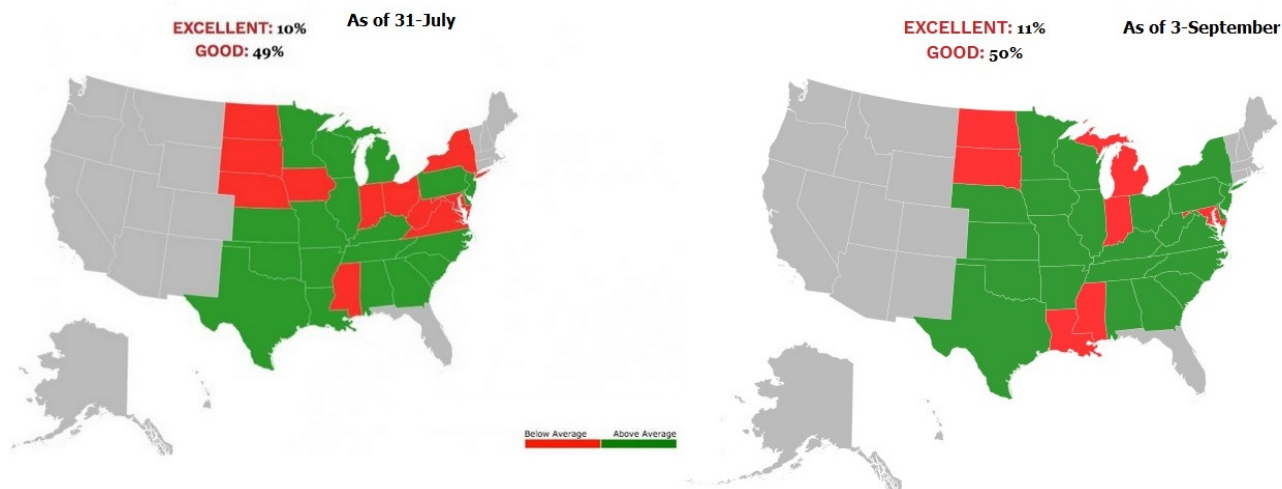 EXCELLENT: 10%
GOOD: 49%
As of 31-July
EXCELLENT: 11%
GOOD: 50%
As of 3-September
Below Average
Above Average